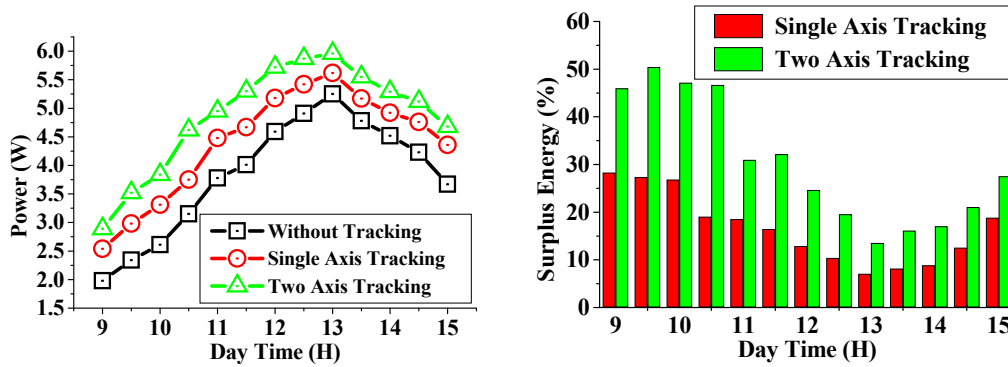 6.0
5.5
5.0
4.5
4.0
3.5
3.0
2.5
2.0
1.5
Power (W)
Without Tracking
Single Axis Tracking
Two Axis Tracking
9 10 11 12 13 14 15
Day Time (H)
60
50
40
30
20
10
0
Surplus Energy (%)
Single Axis Tracking
Two Axis Tracking
9 10 11 12 13 14 15
Day Time (H)